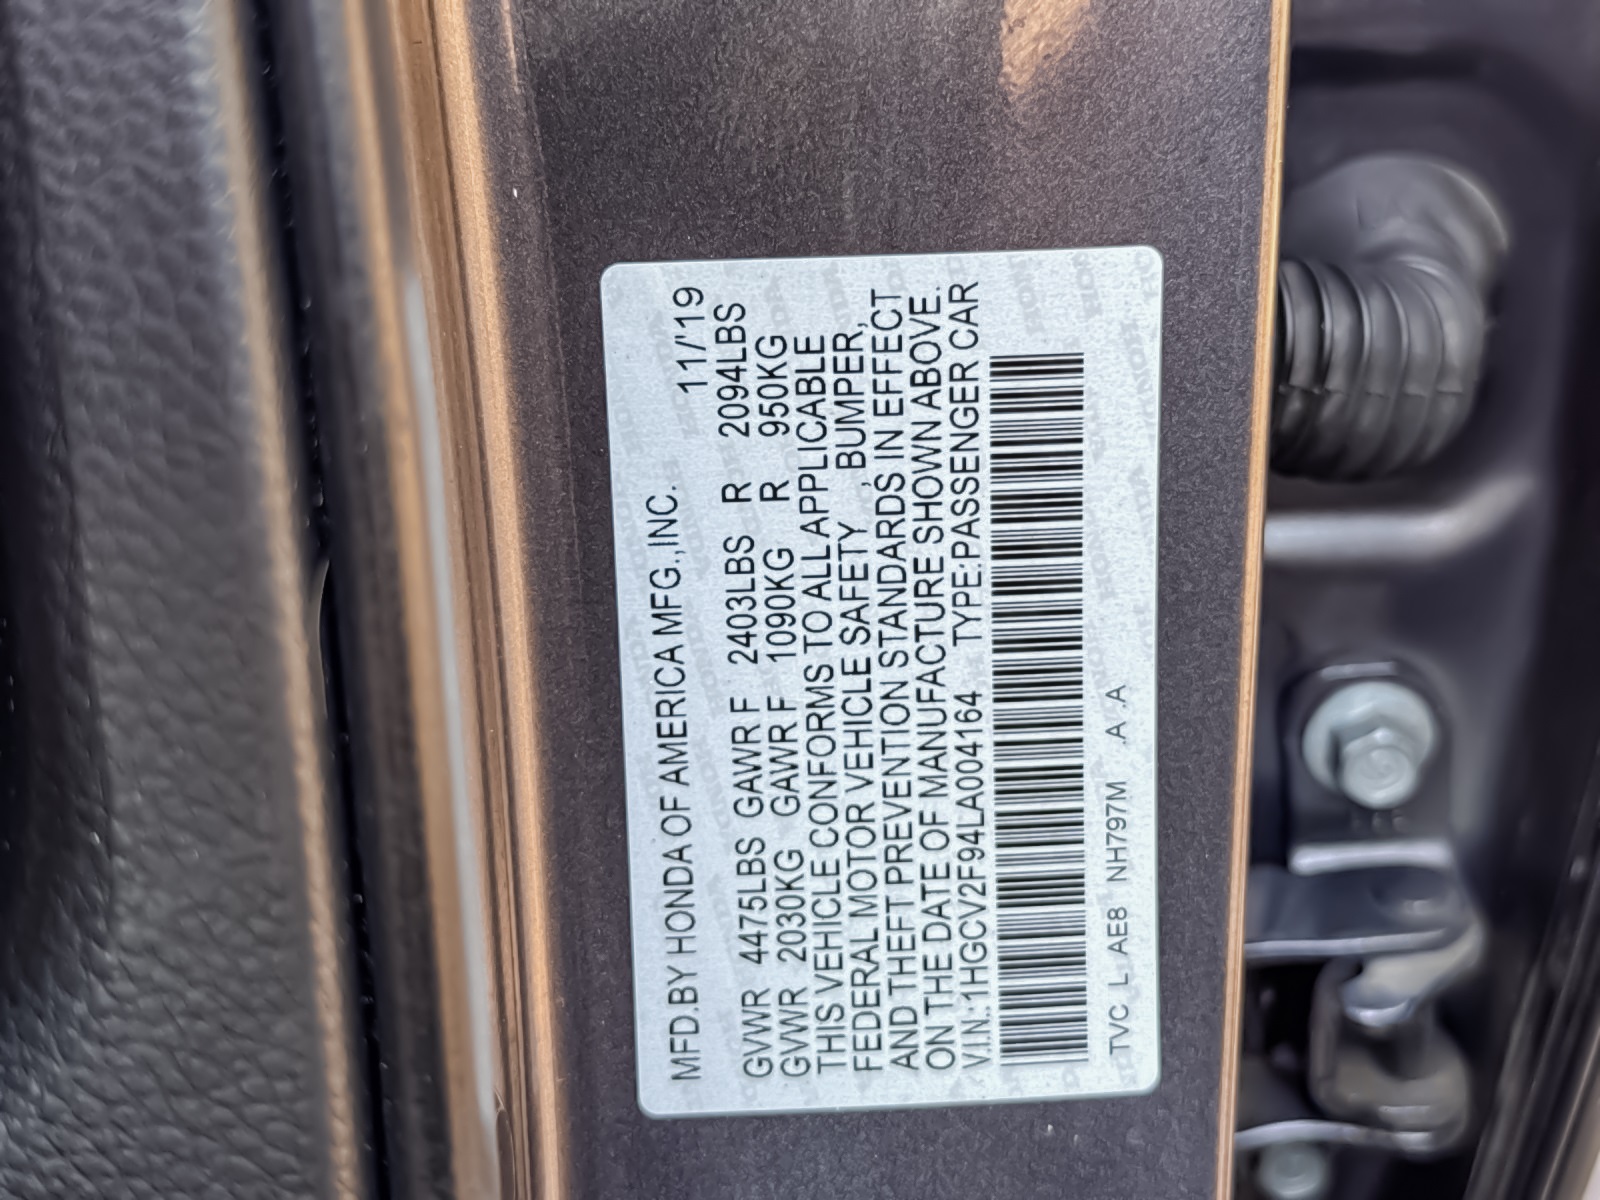 MFD.BY HONDA OF AMERICA MFG.,INC. 11/'19
GVWR 4475LBS GAWR F 2403LBS R 2094LBS
GVWR 2030KG GAWR F 1090KG R 950KG
THIS VEHICLE CONFORMS TO ALL APPLICABLE
FEDERAL MOTOR VEHICLE SAFETY, BUMPER,
AND THEFT PREVENTION STANDARDS IN EFFECT
ON THE DATE OF MANUFACTURE SHOWN ABOVE.
V.I.N.:1HGCV2F94LA004164 TYPE:PASSENGER CAR
TVC L AE8 NH797M .A A